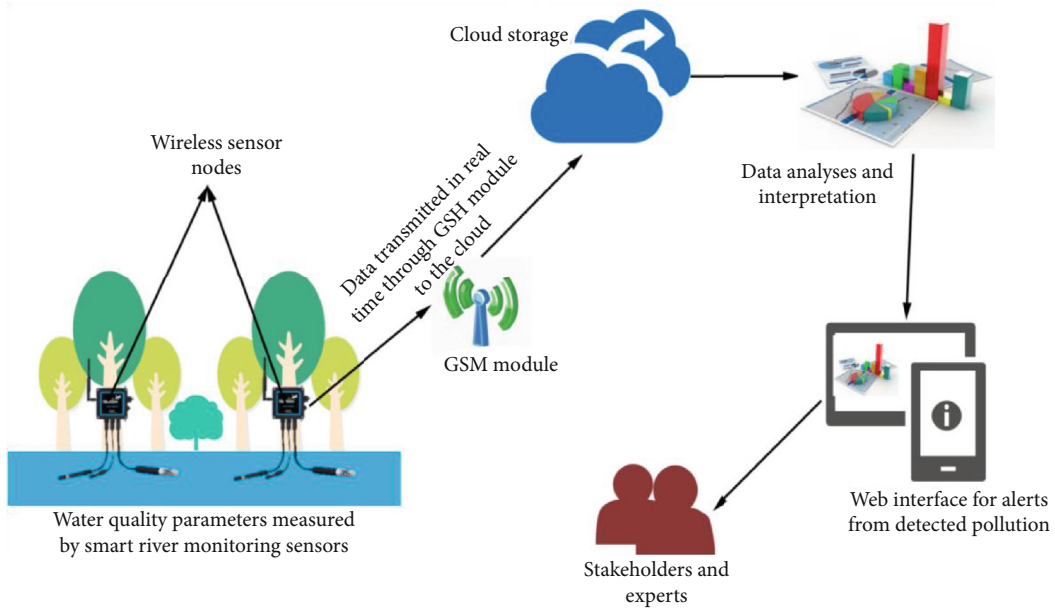 Cloud storage
Wireless sensor
nodes
Data transmitted in real
time through GSH module
to the cloud
Data analyses and
interpretation
GSM module
Water quality parameters measured
by smart river monitoring sensors
Web interface for alerts
from detected pollution
Stakeholders and
experts